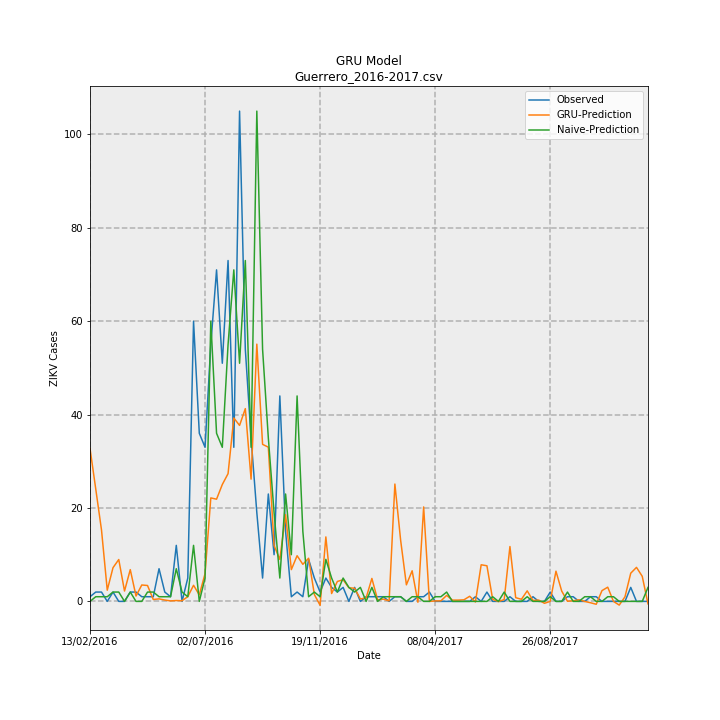 GRU Model
Guerrero_2016-2017.csv
Observed
GRU-Prediction
Naive-Prediction
100
80
60
40
20
0
ZIKV Cases
13/02/2016
02/07/2016
19/11/2016
08/04/2017
26/08/2017
Date